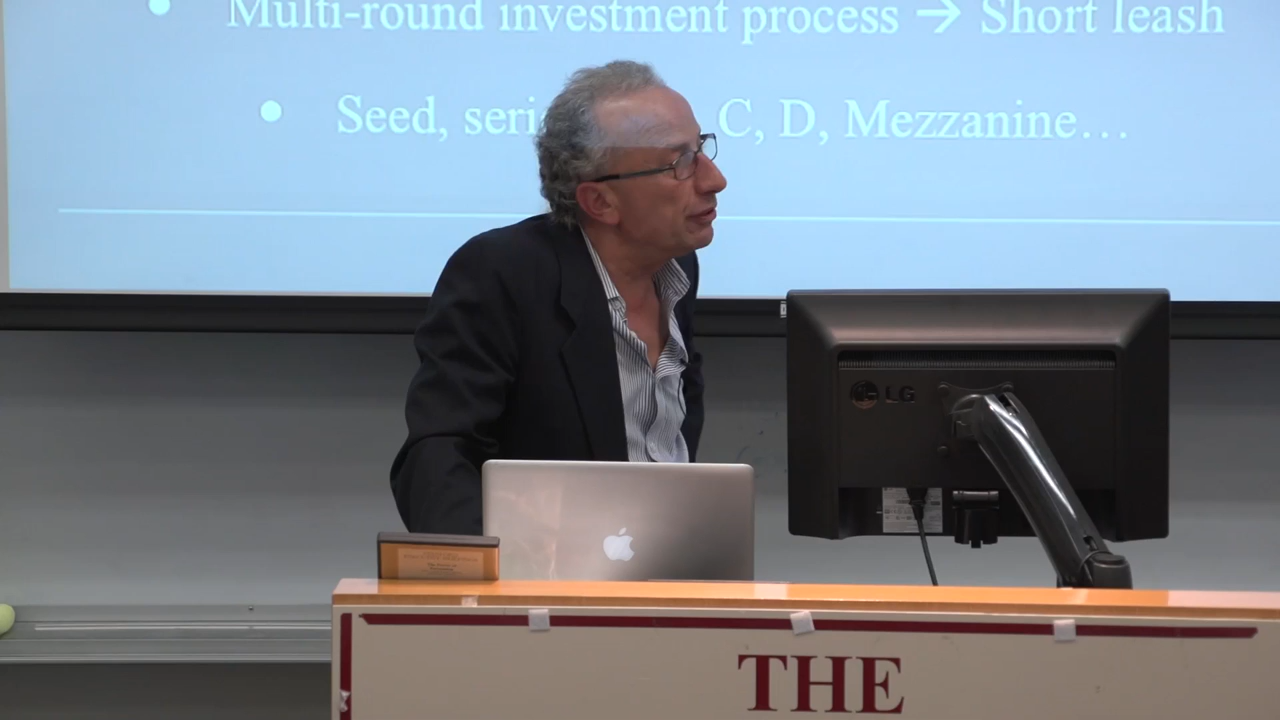 Multi-round investment process → Short leash
Seed, seri C, D, Mezzanine…
LG
THE